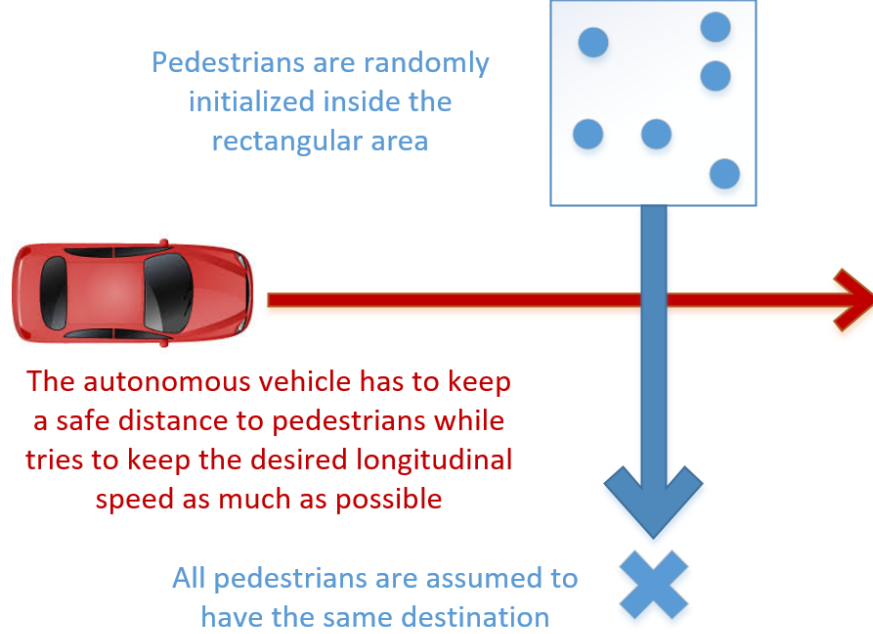 Pedestrians are randomly
initialized inside the
rectangular area
The autonomous vehicle has to keep
a safe distance to pedestrians while
tries to keep the desired longitudinal
speed as much as possible
All pedestrians are assumed to
have the same destination